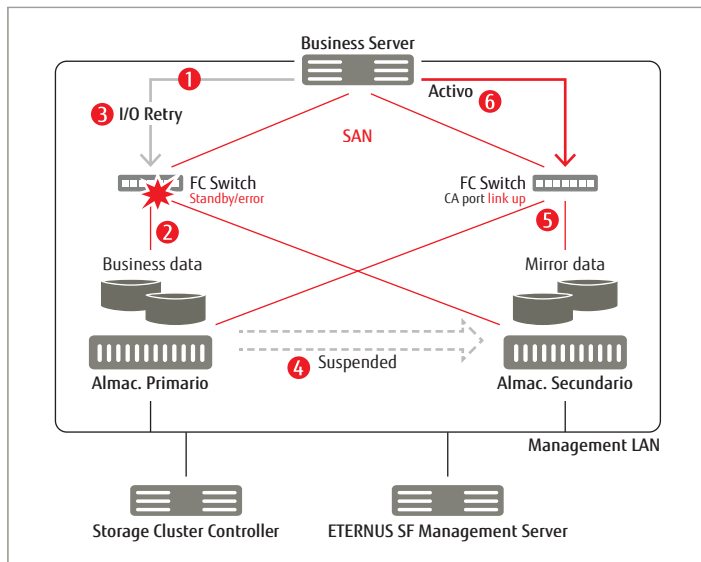 Business Server
1
Activo
6
3 I/O Retry
SAN
FC Switch
Standby/error
FC Switch
CA port link up
2
5
Business data
Mirror data
4 Suspended
Almac. Primario
Almac. Secundario
Management LAN
Storage Cluster Controller
ETERNUS SF Management Server